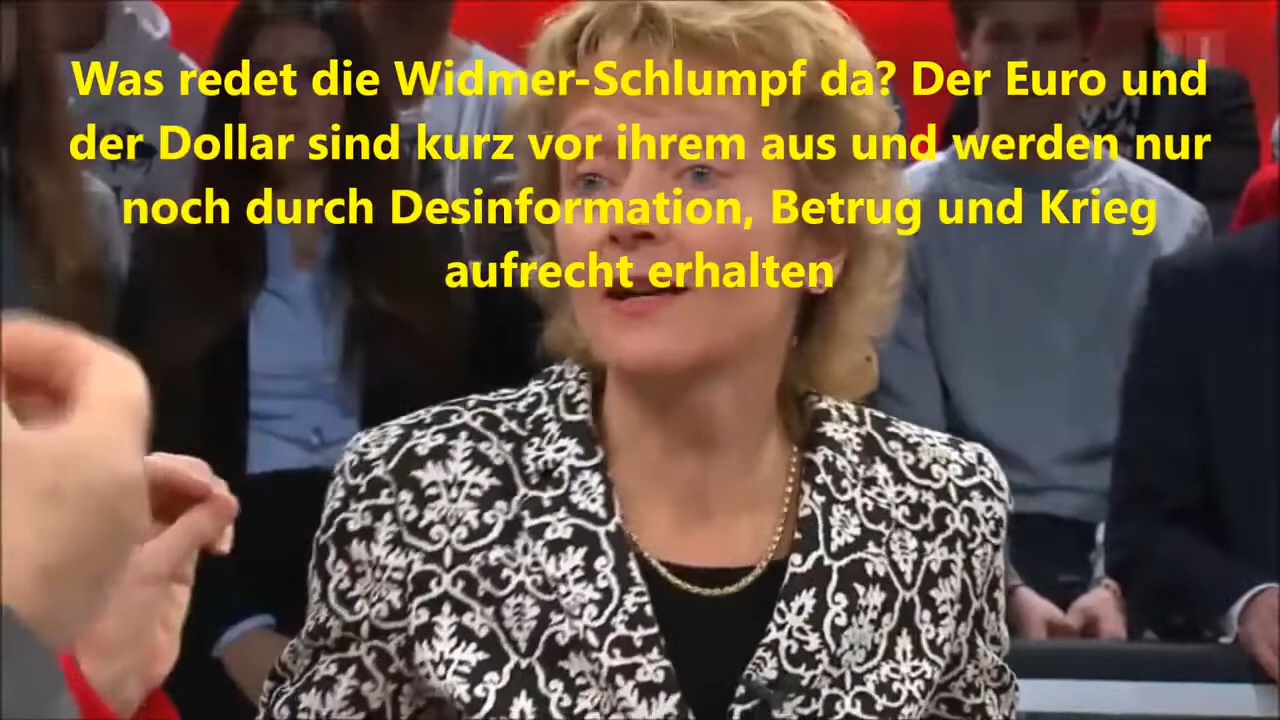 Was redet die Widmer-Schlumpf da? Der Euro und
der Dollar sind kurz vor ihrem aus und werden nur
noch durch Desinformation, Betrug und Krieg
aufrecht erhalten